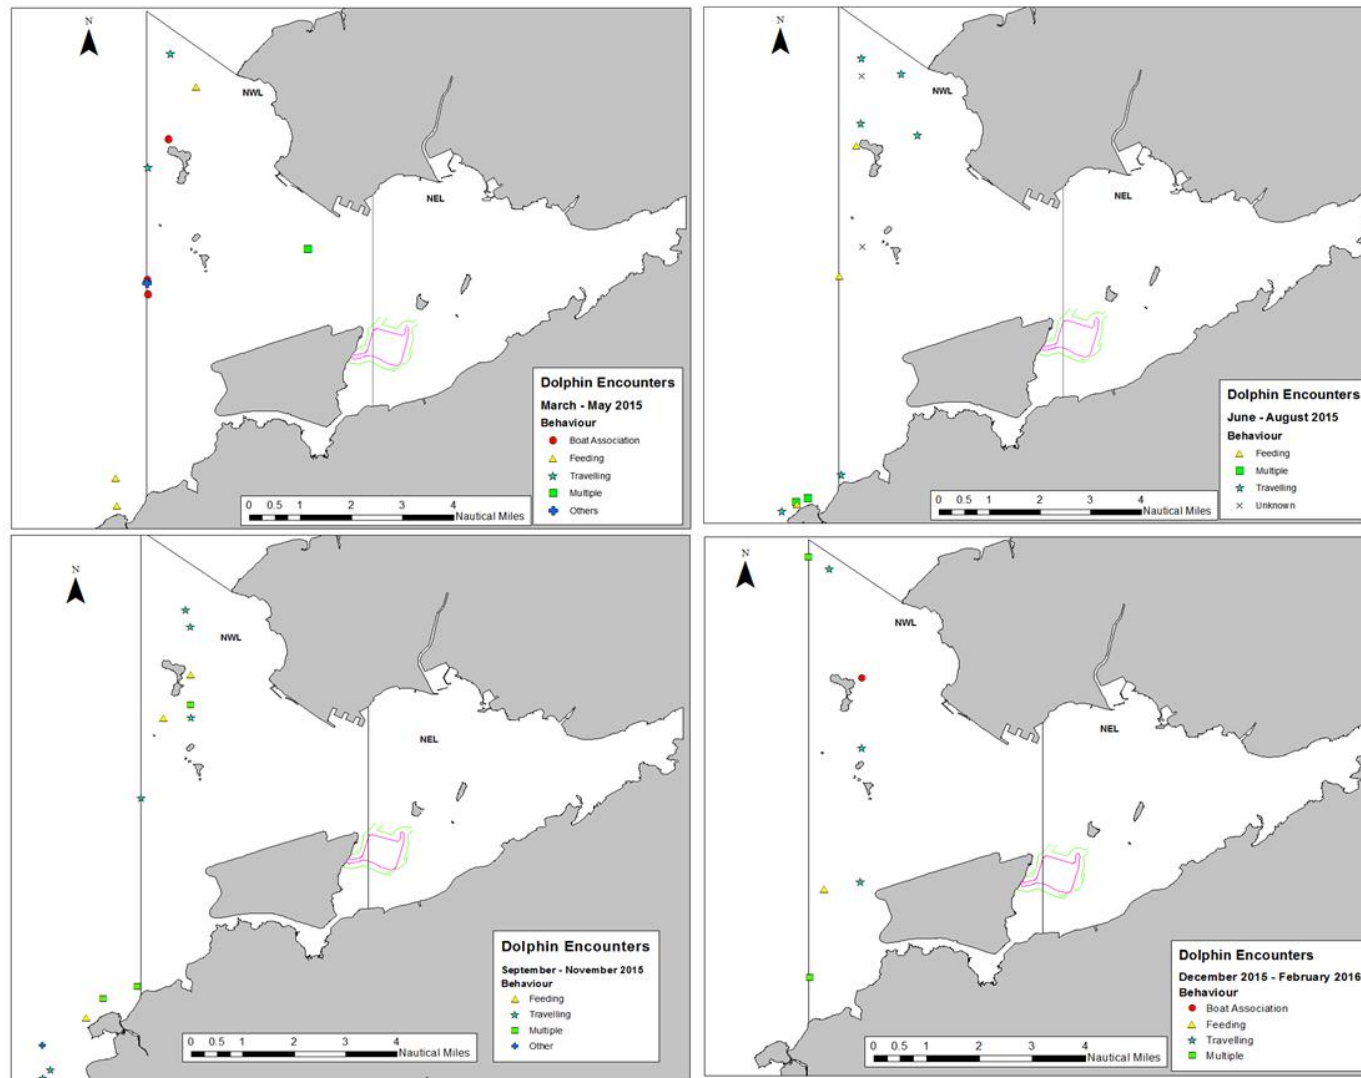 N
NWL
NEL
Dolphin Encounters
March - May 2015
Behaviour
Boat Association
Feeding
Travelling
Multiple
Others
0 0.5 1 2 3 4
Nautical Miles
N
NWL
NEL
Dolphin Encounters
June - August 2015
Behaviour
Feeding
Multiple
Travelling
Unknown
0 0.5 1 2 3 4
Nautical Miles
N
NWL
NEL
Dolphin Encounters
September - November 2015
Behaviour
Feeding
Travelling
Multiple
Other
0 0.5 1 2 3 4
Nautical Miles
N
NWL
NEL
Dolphin Encounters
December 2015 - February 2016
Behaviour
Boat Association
Feeding
Travelling
Multiple
0 0.5 1 2 3 4
Nautical Miles